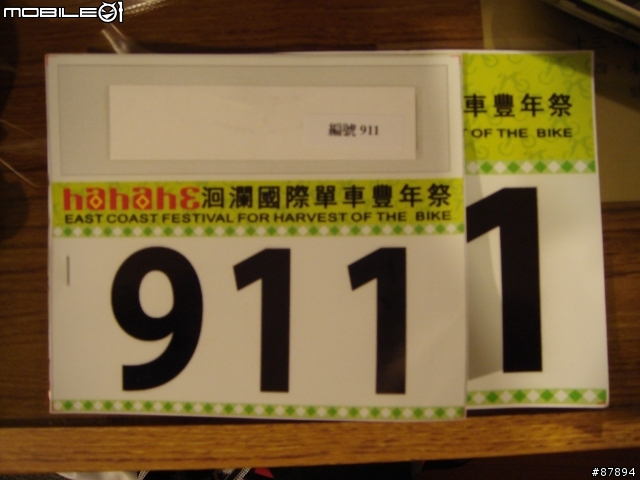 MOBILE01
編號 911
hahahe洄瀾國際單車豐年祭
EAST COAST FESTIVAL FOR HARVEST OF THE BIKE
911
車豐年祭
OF THE BIKE
1
#87894